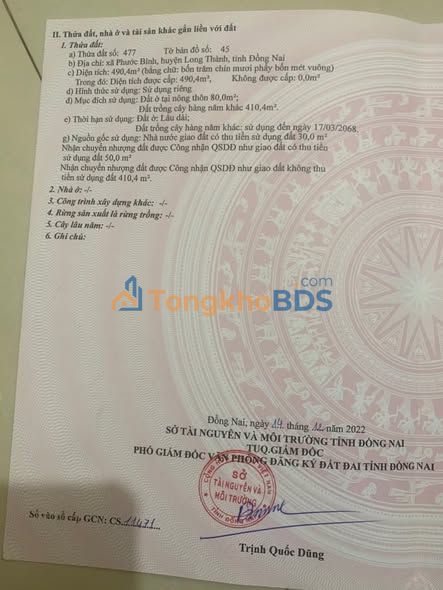 II. Thửa đất, nhà ở và tài sản khác gắn liền với đất
1. Thửa đất:
a) Thửa đất số: 477 Tờ bản đồ số: 45
b) Địa chỉ: xã Phước Bình, huyện Long Thành, tỉnh Đồng Nai
c) Diện tích: 490,4m² (bằng chữ: bốn trăm chín mươi phẩy bốn mét vuông)
Trong đó: Diện tích được cấp: 490,4m², Không được cấp: 0,0m²
d) Hình thức sử dụng: Sử dụng riêng
đ) Mục đích sử dụng: Đất ở tại nông thôn 80,0m²;
Đất trồng cây hàng năm khác 410,4m².
e) Thời hạn sử dụng: Đất ở: Lâu dài;
Đất trồng cây hàng năm khác: sử dụng đến ngày 17/03/2068.
g) Nguồn gốc sử dụng: Nhà nước giao đất có thu tiền sử dụng đất 30,0 m²
Nhận chuyển nhượng đất được Công nhận QSDĐ như giao đất có thu tiền
sử dụng đất 50,0 m²
Nhận chuyển nhượng đất được Công nhận QSDĐ như giao đất không thu
tiền sử dụng đất 410,4 m².
2. Nhà ở: -/-
3. Công trình xây dựng khác: -/-
4. Rừng sản xuất là rừng trồng: -/-
5. Cây lâu năm: -/-
6. Ghi chú:
TongkhoBDS
.com
Đồng Nai, ngày 14 tháng 12 năm 2022
SỞ TÀI NGUYÊN VÀ MÔI TRƯỜNG TỈNH ĐỒNG NAI
TUQ.GIÁM ĐỐC
PHÓ GIÁM ĐỐC VĂN PHÒNG ĐĂNG KÝ ĐẤT ĐAI TỈNH ĐỒNG NAI
SỞ
TÀI NGUYÊN VÀ
MÔI TRƯỜNG
Số vào sổ cấp GCN: CS 11471
Trịnh Quốc Dũng